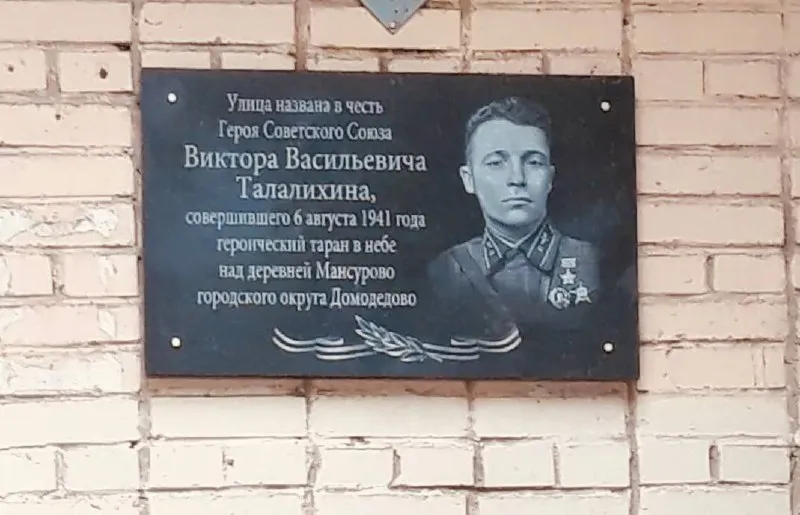 Улица названа в честь
Героя Советского Союза
Виктора Васильевича
Талалихина,
совершившего 6 августа 1941 года
героический таран в небе
над деревней Мансурово
городского округа Домодедово